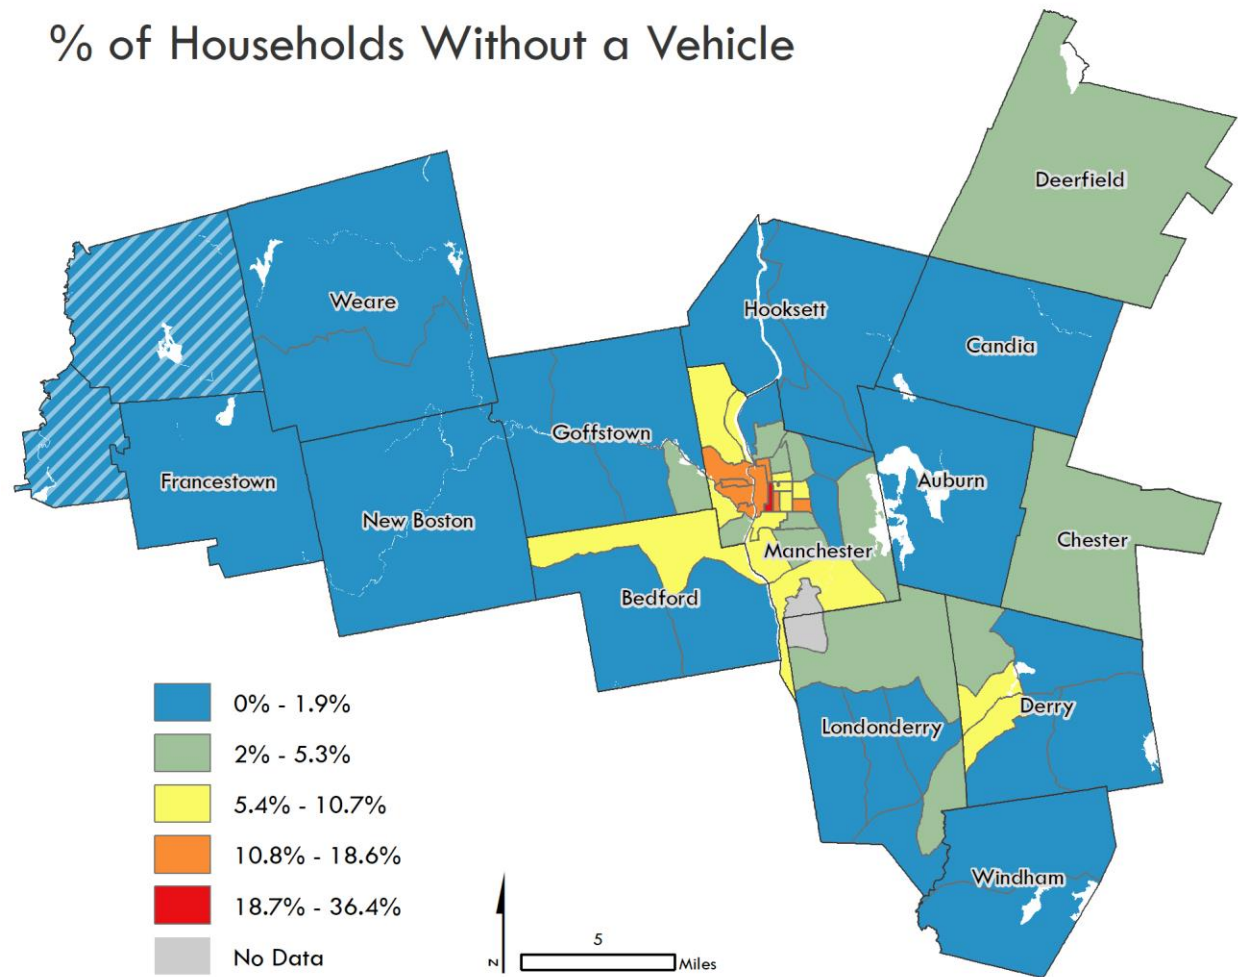 % of Households Without a Vehicle
Deerfield
Weare
Hooksett
Candia
Goffstown
Francestown
Auburn
New Boston
Chester
Manchester
Bedford
Derry
Londonderry
Windham
0% - 1.9%
2% - 5.3%
5.4% - 10.7%
10.8% - 18.6%
18.7% - 36.4%
No Data
N
5
Miles